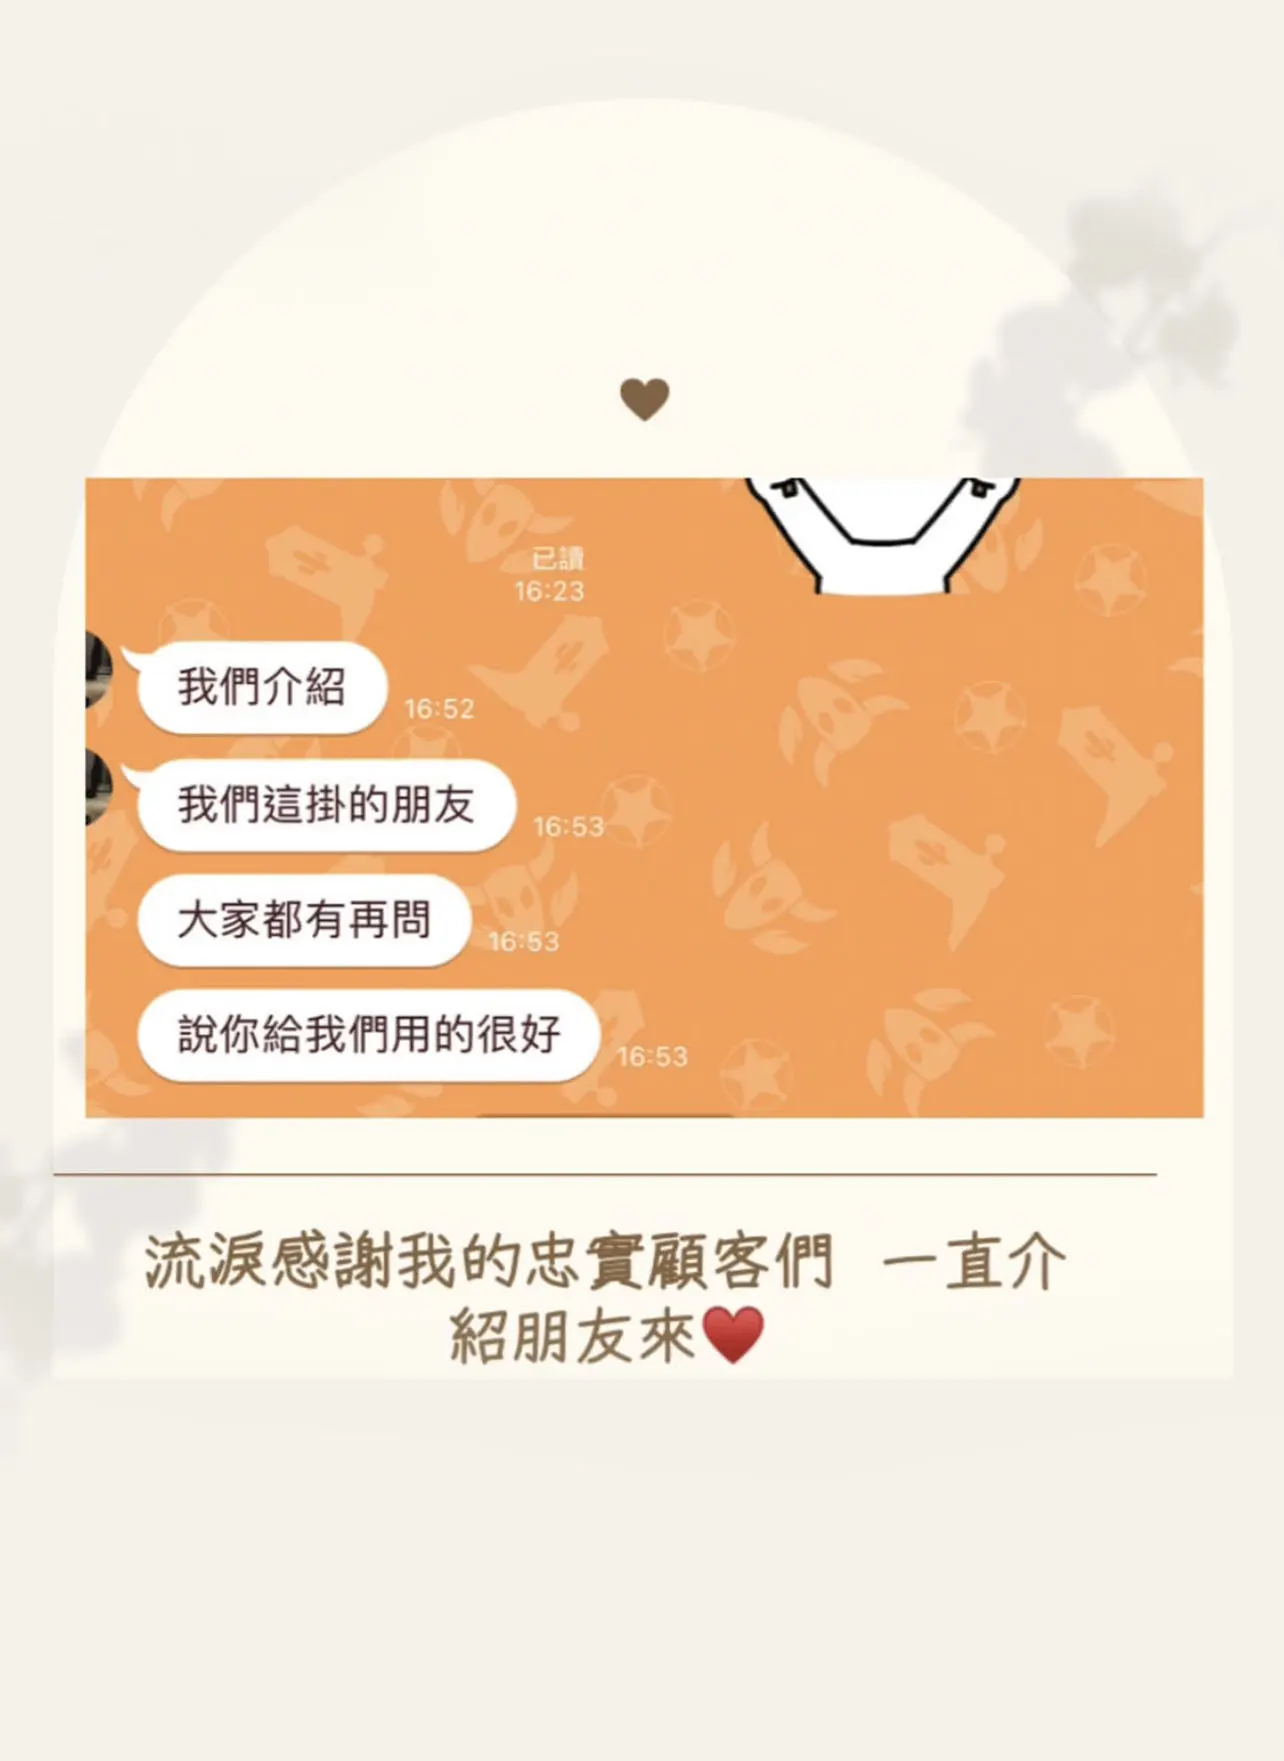 已讀
16:23
我們介紹
16:52
我們這掛的朋友
16:53
大家都有再問
16:53
說你給我們用的很好
16:53
流淚感謝我的忠實顧客們 一直介
紹朋友來♥️